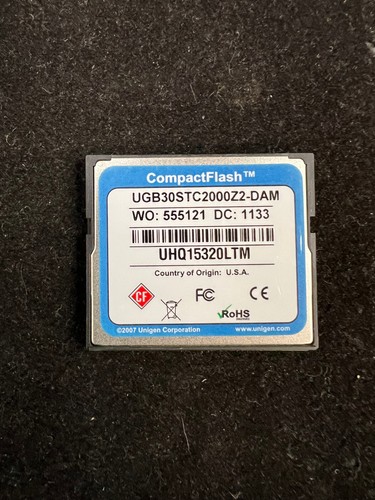 CompactFlash™
UGB30STC2000Z2-DAM
WO: 555121 DC: 1133
UHQ15320LTM
Country of Origin: U.S.A.
CF
FC
CE
RoHS
©2007 Unigen Corporation
www.unigen.com